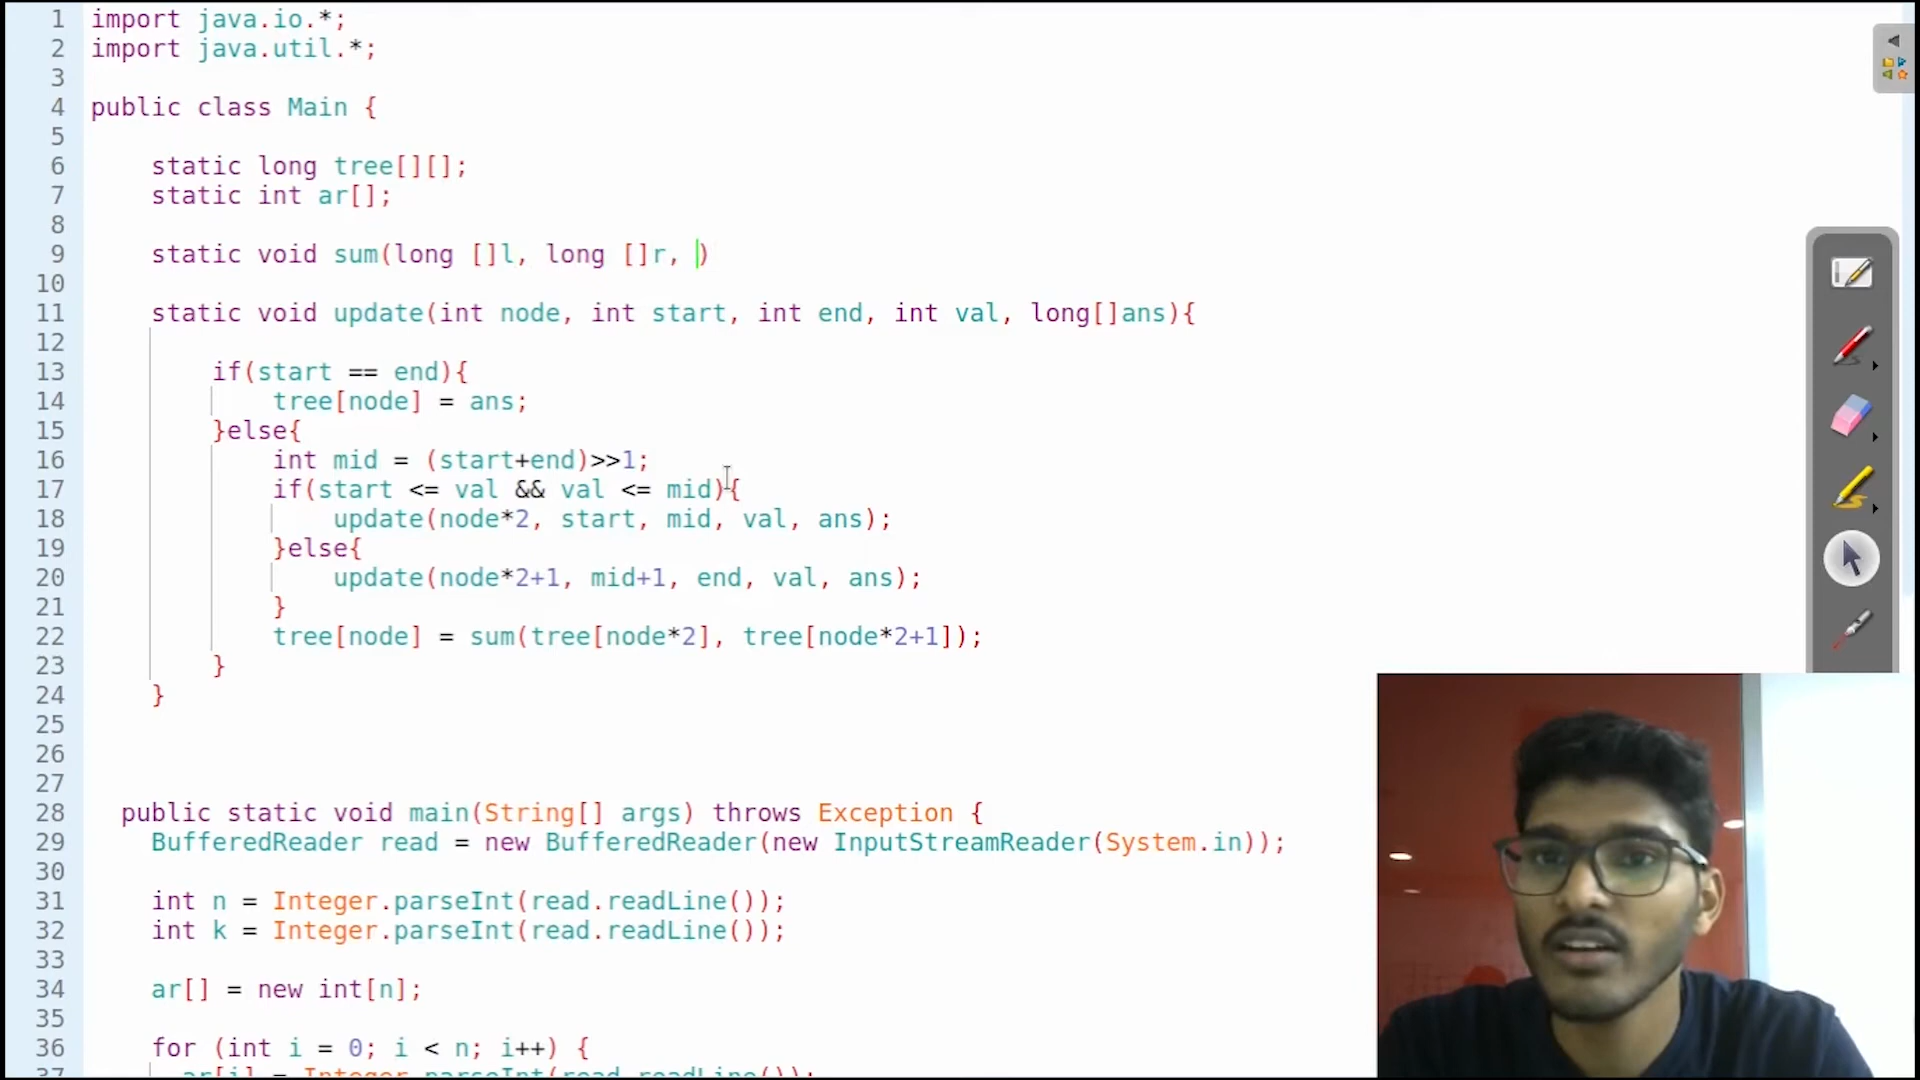 1 import java.io.*;
2 import java.util.*;
3
4 public class Main {
5
6 static long tree[][];
7 static int ar[];
8
9 static void sum(long []l, long []r, )
10
11 static void update(int node, int start, int end, int val, long[]ans){
12
13 if(start == end){
14 tree[node] = ans;
15 }else{
16 int mid = (start+end)>>1;
17 if(start <= val && val <= mid){
18 update(node*2, start, mid, val, ans);
19 }else{
20 update(node*2+1, mid+1, end, val, ans);
21 }
22 tree[node] = sum(tree[node*2], tree[node*2+1]);
23 }
24 }
25
26
27
28 public static void main(String[] args) throws Exception {
29 BufferedReader read = new BufferedReader(new InputStreamReader(System.in));
30
31 int n = Integer.parseInt(read.readLine());
32 int k = Integer.parseInt(read.readLine());
33
34 ar[] = new int[n];
35
36 for (int i = 0; i < n; i++) {
37 ar[i] = Integer.parseInt(read.readLine());